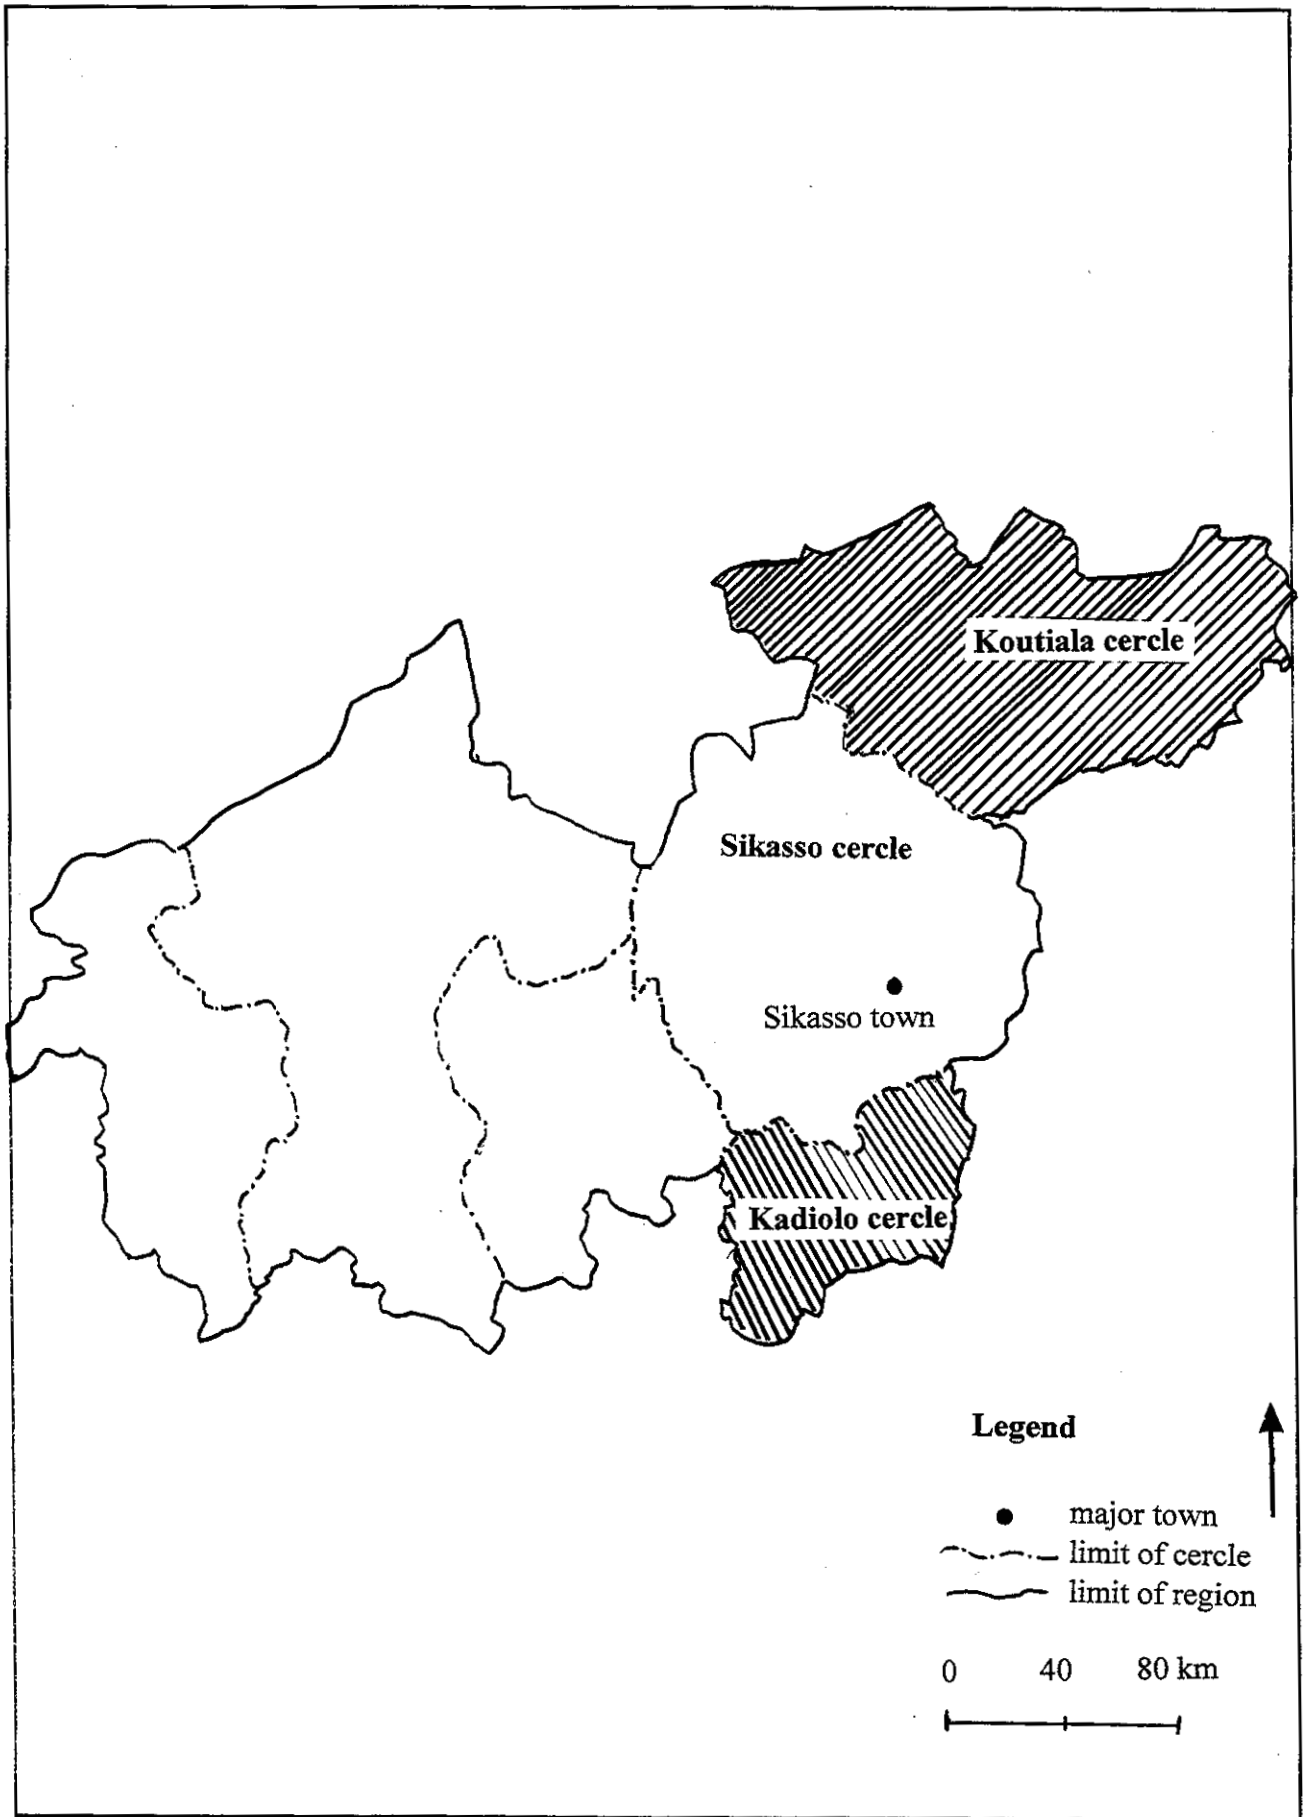 Koutiala cercle
Sikasso cercle
Sikasso town
Kadiolo cercle
Legend
major town
limit of cercle
limit of region
0 40 80 km